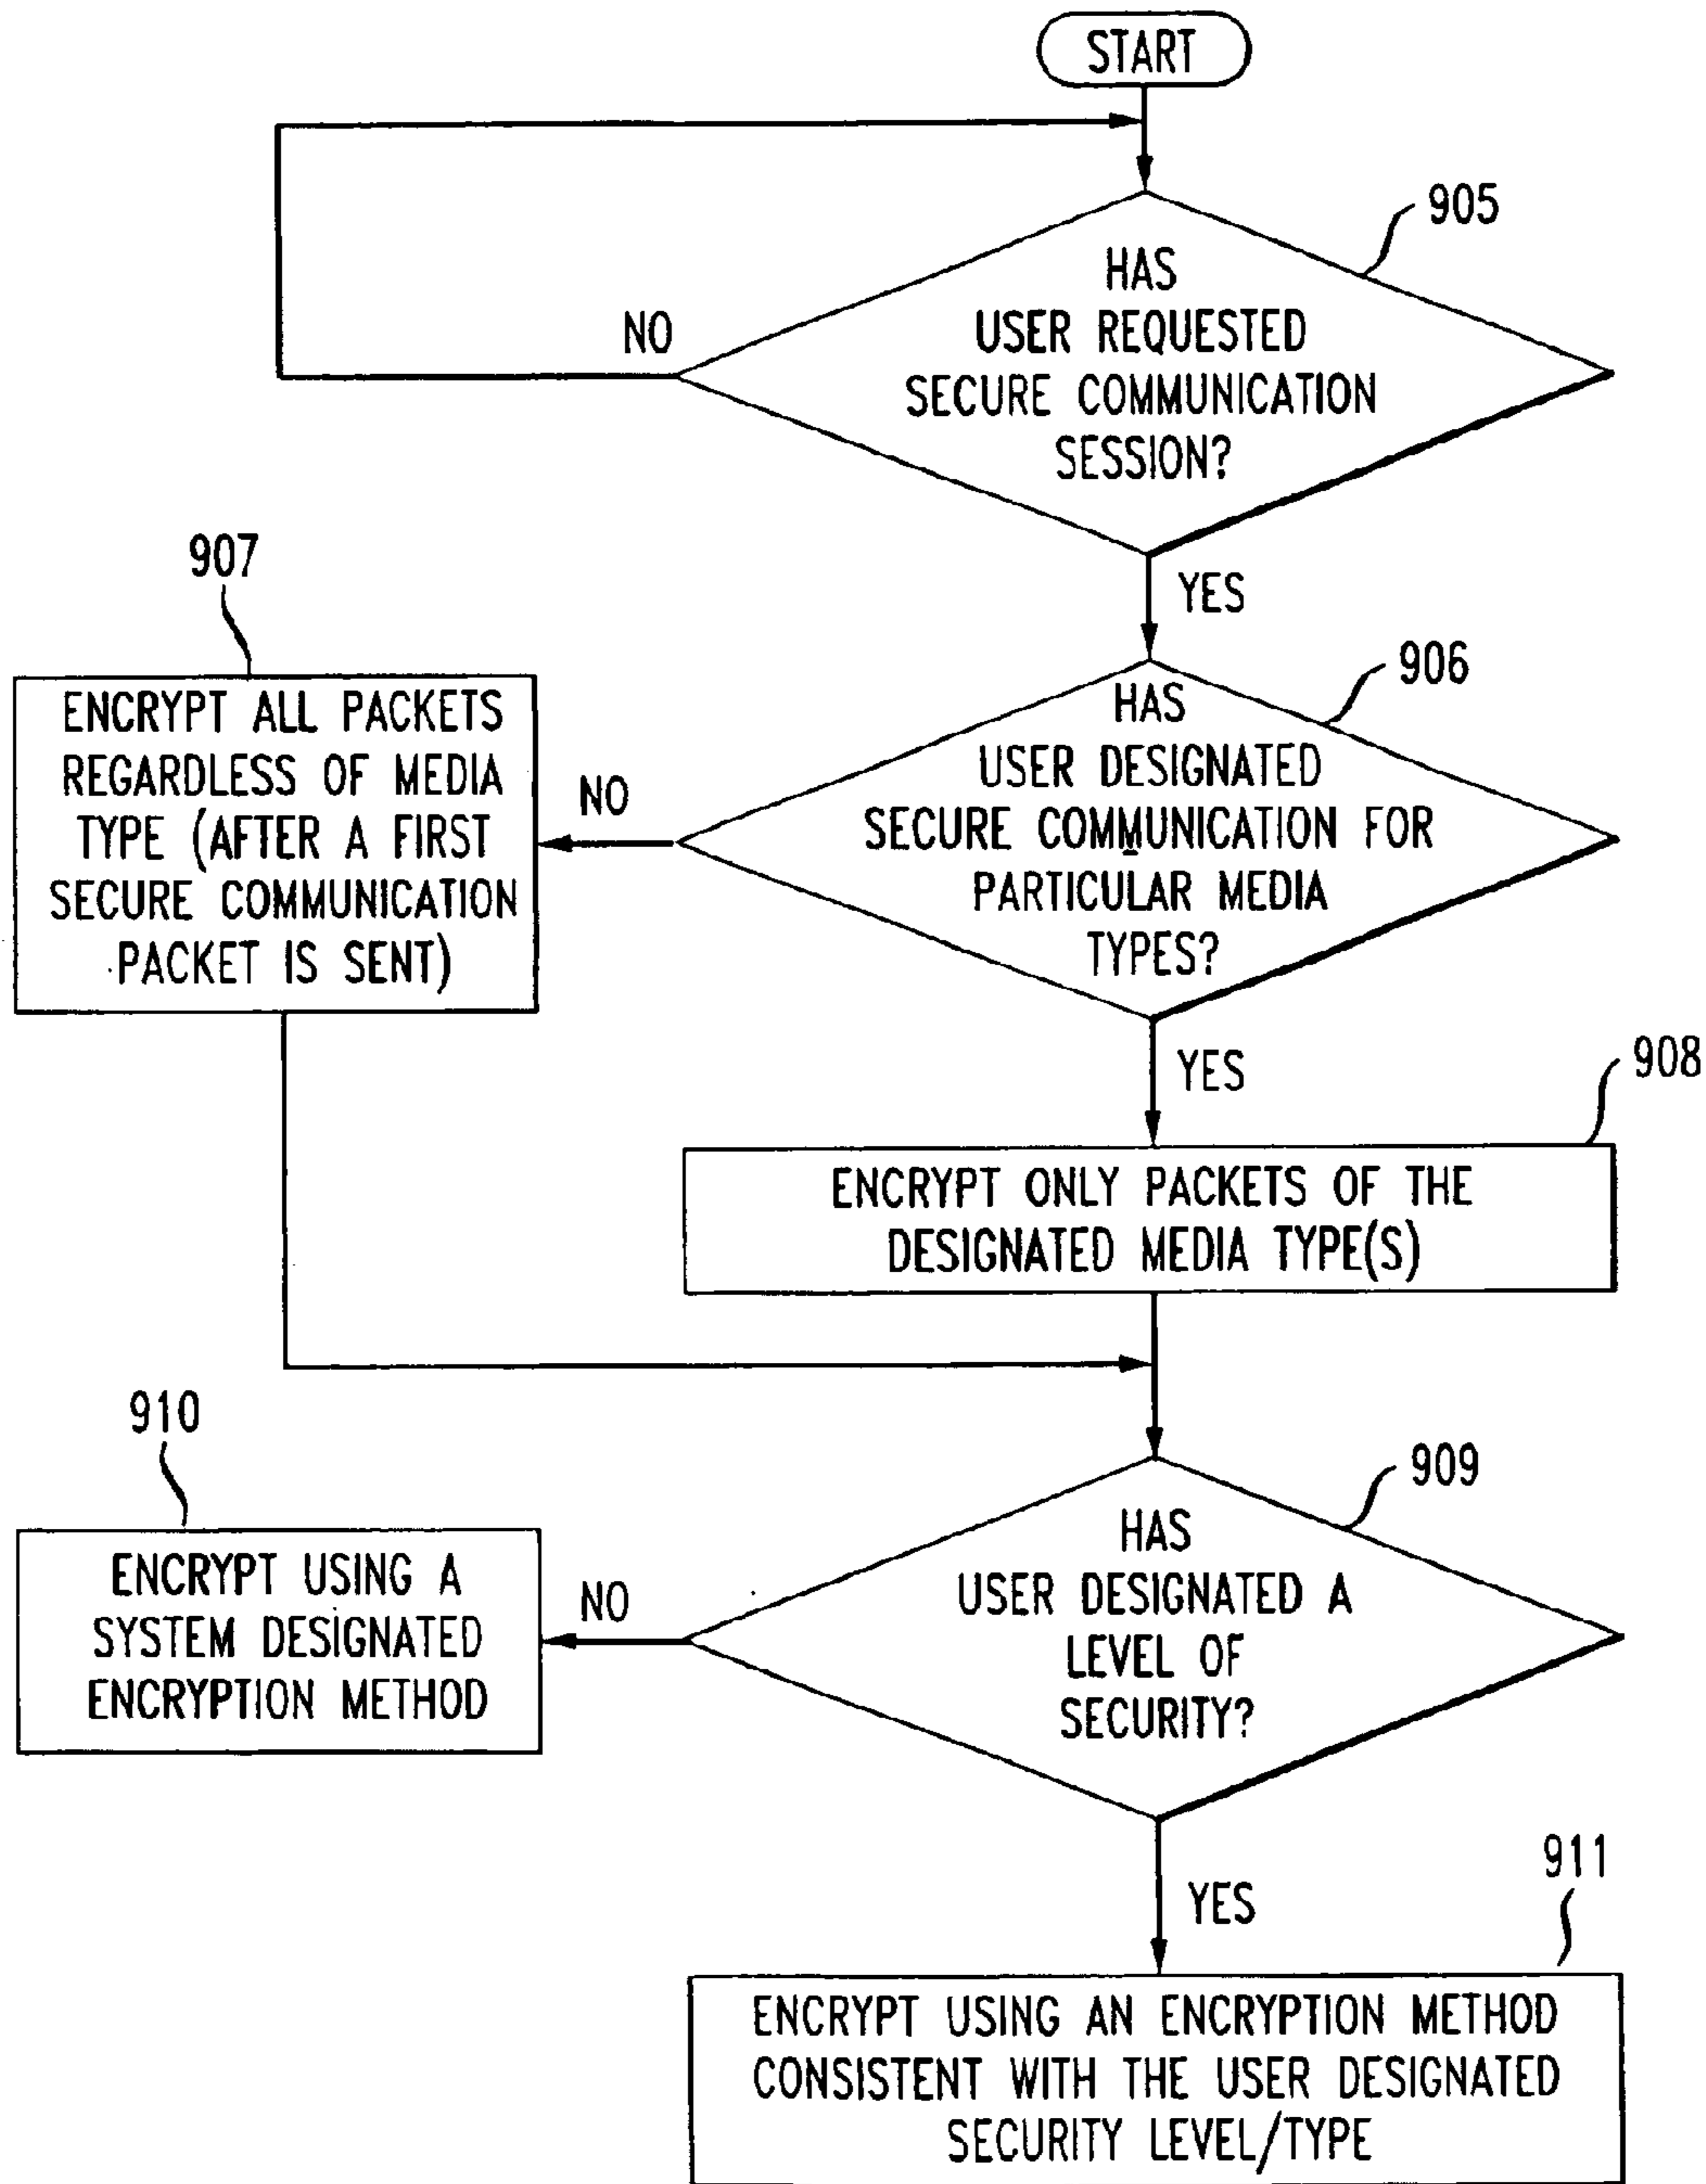 START
905
HAS
USER REQUESTED
SECURE COMMUNICATION
SESSION?
NO
YES
907
ENCRYPT ALL PACKETS
REGARDLESS OF MEDIA
TYPE (AFTER A FIRST
SECURE COMMUNICATION
PACKET IS SENT)
NO
906
HAS
USER DESIGNATED
SECURE COMMUNICATION FOR
PARTICULAR MEDIA
TYPES?
YES
908
ENCRYPT ONLY PACKETS OF THE
DESIGNATED MEDIA TYPE(S)
910
ENCRYPT USING A
SYSTEM DESIGNATED
ENCRYPTION METHOD
NO
909
HAS
USER DESIGNATED A
LEVEL OF
SECURITY?
YES
911
ENCRYPT USING AN ENCRYPTION METHOD
CONSISTENT WITH THE USER DESIGNATED
SECURITY LEVEL/TYPE